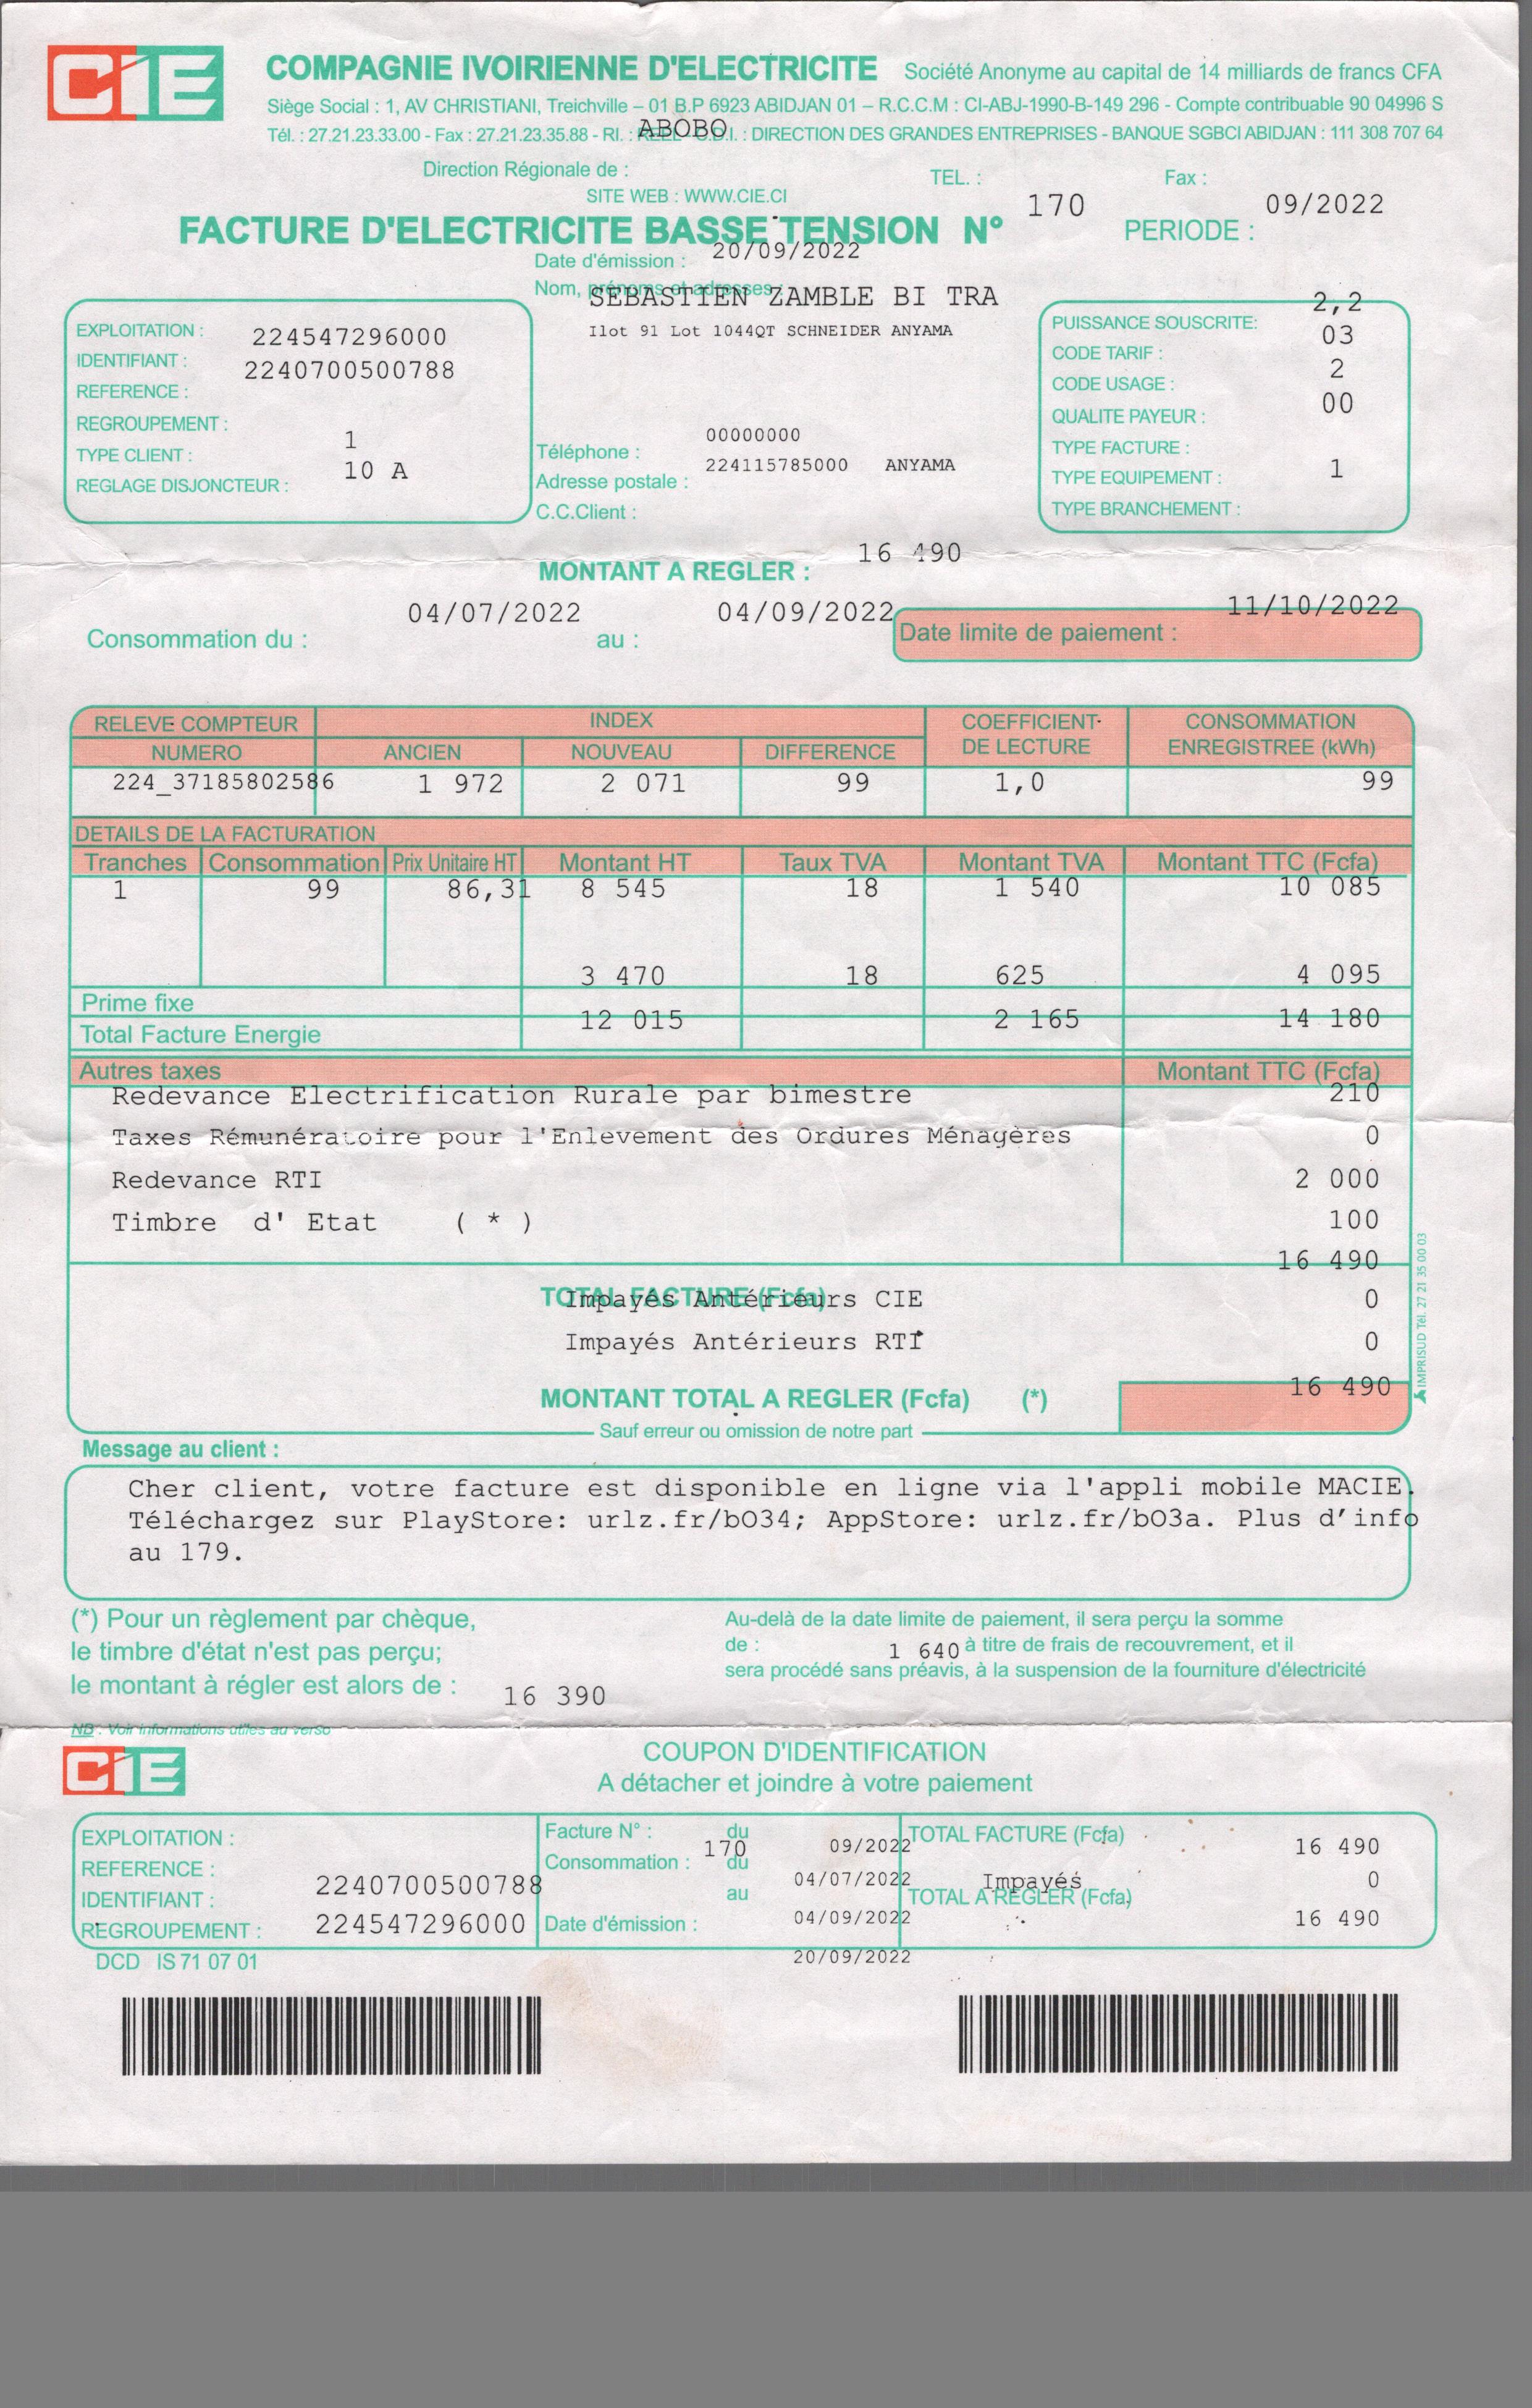 CIE
COMPAGNIE IVOIRIENNE D'ELECTRICITE Société Anonyme au capital de 14 milliards de francs CFA
Siège Social : 1, AV CHRISTIANI, Treichville – 01 B.P 6923 ABIDJAN 01 – R.C.C.M : CI-ABJ-1990-B-149 296 - Compte contribuable 90 04996 S
Tél. : 27.21.23.33.00 - Fax : 27.21.23.35.88 - RI. : : DIRECTION DES GRANDES ENTREPRISES - BANQUE SGBCI ABIDJAN : 111 308 707 64
ABOBO
Direction Régionale de : TEL. : Fax :
SITE WEB : WWW.CIE.CI
FACTURE D'ELECTRICITE BASSE TENSION N° 170 PERIODE : 09/2022
Date d'émission : 20/09/2022
Nom, prénoms et adresses :
SEBASTIEN ZAMBLE BI TRA
Ilot 91 Lot 1044QT SCHNEIDER ANYAMA
EXPLOITATION :
224547296000
IDENTIFIANT :
2240700500788
REFERENCE :
REGROUPEMENT :
1
TYPE CLIENT :
10 A
REGLAGE DISJONCTEUR :
00000000
Téléphone :
224115785000 ANYAMA
Adresse postale :
C.C.Client :
2,2
PUISSANCE SOUSCRITE:
03
CODE TARIF :
2
CODE USAGE :
00
QUALITE PAYEUR :
TYPE FACTURE :
1
TYPE EQUIPEMENT :
TYPE BRANCHEMENT :
16 490
MONTANT A REGLER :
04/07/2022 04/09/2022 11/10/2022
Consommation du : au : Date limite de paiement :
RELEVE COMPTEUR INDEX COEFFICIENT DE LECTURE CONSOMMATION ENREGISTREE (kWh)
NUMERO ANCIEN NOUVEAU DIFFERENCE
224_37185802586 1 972 2 071 99 1,0 99
DETAILS DE LA FACTURATION
Tranches Consommation Prix Unitaire HT Montant HT Taux TVA Montant TVA Montant TTC (Fcfa)
1 99 86,31 8 545 18 1 540 10 085
3 470 18 625 4 095
Prime fixe
12 015 2 165 14 180
Total Facture Energie
Autres taxes Montant TTC (Fcfa)
Redevance Electrification Rurale par bimestre 210
Taxes Rémunératoire pour l'Enlevement des Ordures Ménagères 0
Redevance RTI 2 000
Timbre d' Etat ( * ) 100
16 490
TOTAL FACTURE (Fcfa)
Impayés Antérieurs CIE 0
Impayés Antérieurs RTI 0
16 490
MONTANT TOTAL A REGLER (Fcfa) (*)
Sauf erreur ou omission de notre part
IMPRISUD Tél. 27 21 35 00 03
Message au client :
Cher client, votre facture est disponible en ligne via l'appli mobile MACIE.
Téléchargez sur PlayStore: urlz.fr/bO34; AppStore: urlz.fr/bO3a. Plus d'info
au 179.
(*) Pour un règlement par chèque,
le timbre d'état n'est pas perçu;
le montant à régler est alors de : 16 390
Au-delà de la date limite de paiement, il sera perçu la somme
de : 1 640 à titre de frais de recouvrement, et il
sera procédé sans préavis, à la suspension de la fourniture d'électricité
NB : Voir informations utiles au verso
CIE
COUPON D'IDENTIFICATION
A détacher et joindre à votre paiement
EXPLOITATION :
REFERENCE :
2240700500788
IDENTIFIANT :
224547296000
REGROUPEMENT :
Facture N° : du
170 09/2022
Consommation : du
04/07/2022
au
04/09/2022
Date d'émission :
20/09/2022
TOTAL FACTURE (Fcfa) 16 490
Impayés 0
TOTAL A REGLER (Fcfa)
16 490
DCD IS 71 07 01